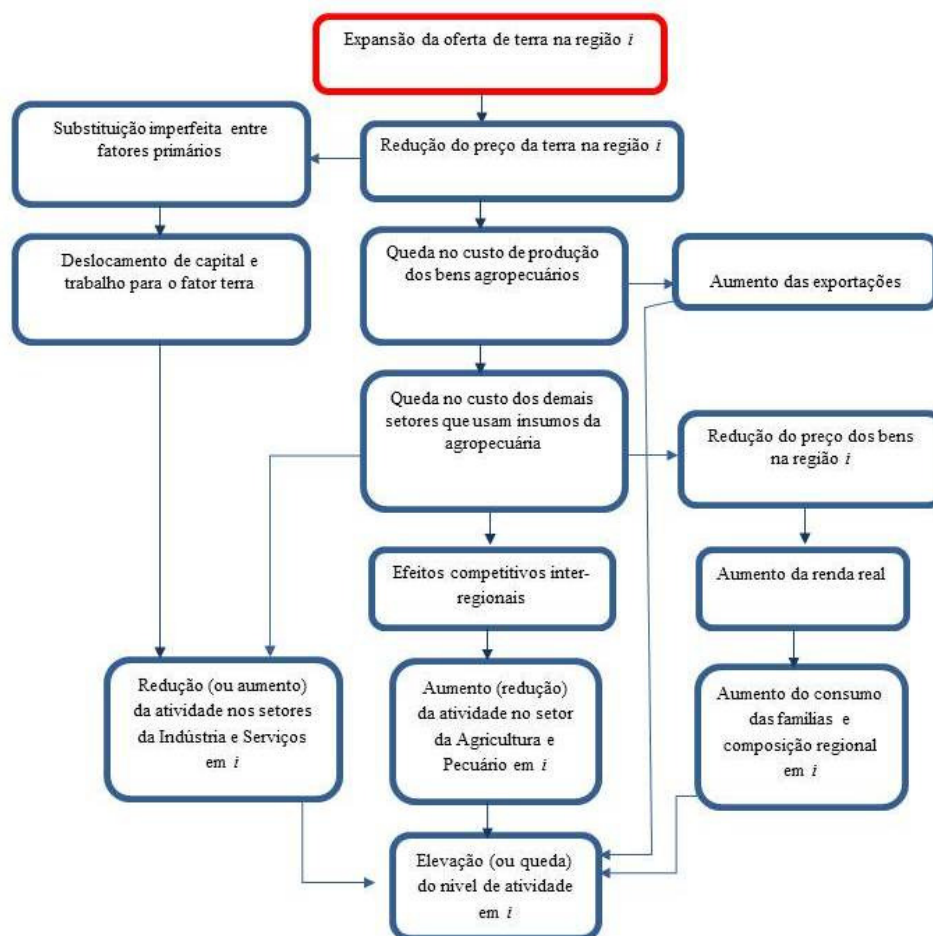 Expansão da oferta de terra na região i
Substituição imperfeita entre
fatores primários
Redução do preço da terra na região i
Deslocamento de capital e
trabalho para o fator terra
Queda no custo de produção
dos bens agropecuários
Aumento das exportações
Queda no custo dos demais
setores que usam insumos da
agropecuária
Redução do preço dos bens
na região i
Efeitos competitivos inter-
regionais
Aumento da renda real
Redução (ou aumento)
da atividade nos setores
da Indústria e Serviços
em i
Aumento (redução)
da atividade no setor
da Agricultura e
Pecuário em i
Aumento do consumo
das famílias e
composição regional
em i
Elevação (ou queda)
do nível de atividade
em i